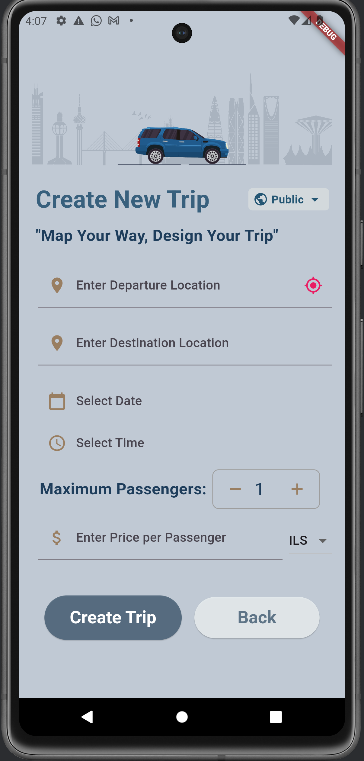 4:07
DEBUG
Create New Trip
Public
"Map Your Way, Design Your Trip"
Enter Departure Location
Enter Destination Location
Select Date
Select Time
Maximum Passengers:
1
Enter Price per Passenger
ILS
Create Trip
Back